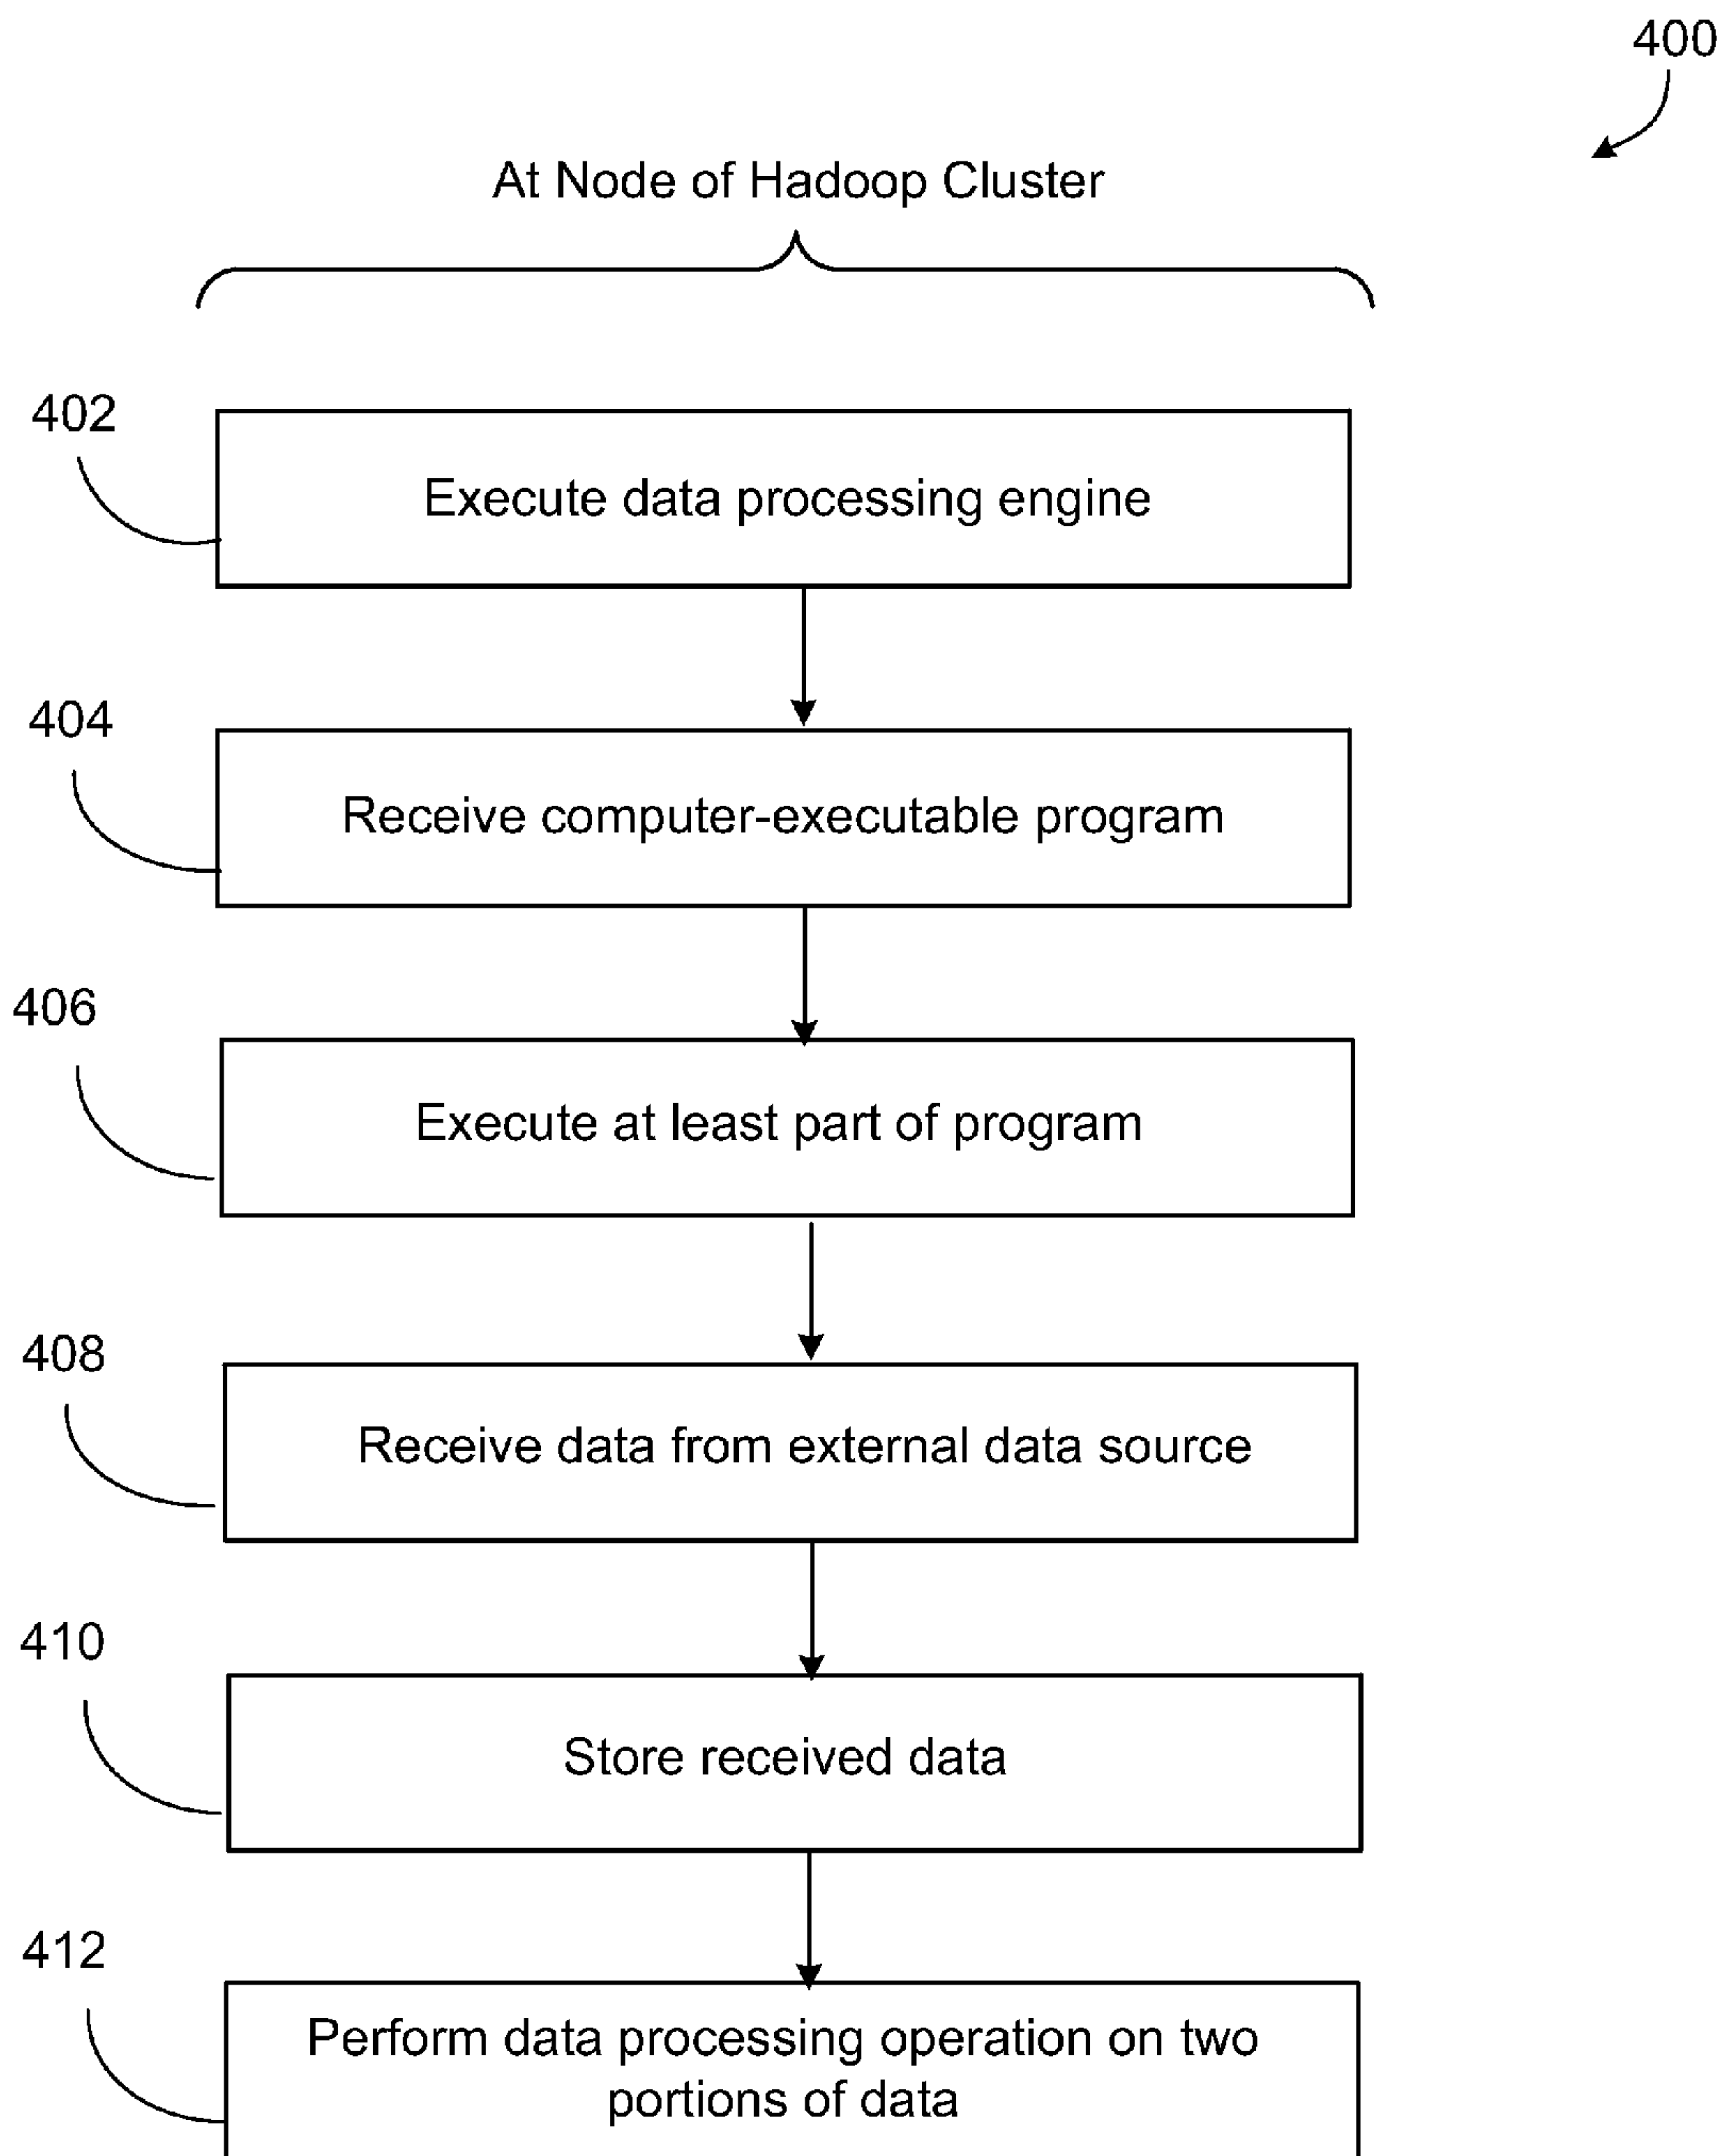 400
At Node of Hadoop Cluster
402
Execute data processing engine
404
Receive computer-executable program
406
Execute at least part of program
408
Receive data from external data source
410
Store received data
412
Perform data processing operation on two
portions of data